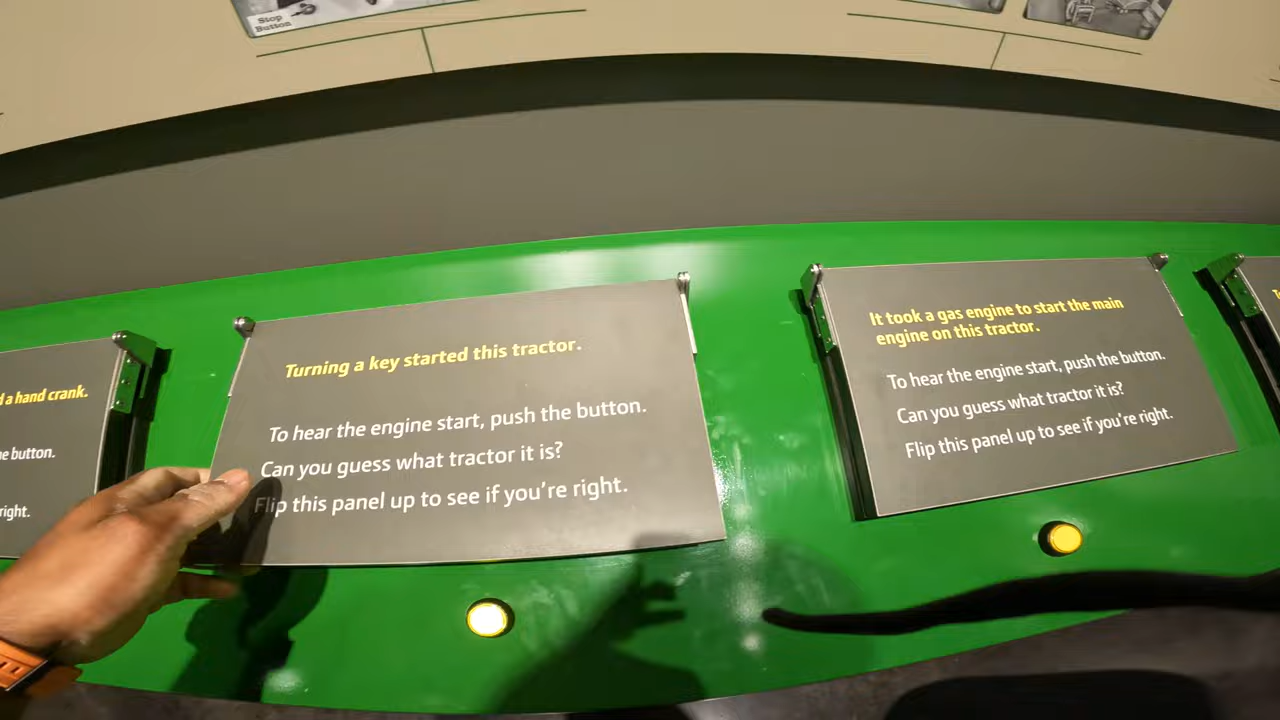 Stop
Button
a hand crank.
button.
right.
Turning a key started this tractor.
To hear the engine start, push the button.
Can you guess what tractor it is?
Flip this panel up to see if you're right.
It took a gas engine to start the main
engine on this tractor.
To hear the engine start, push the button.
Can you guess what tractor it is?
Flip this panel up to see if you're right.